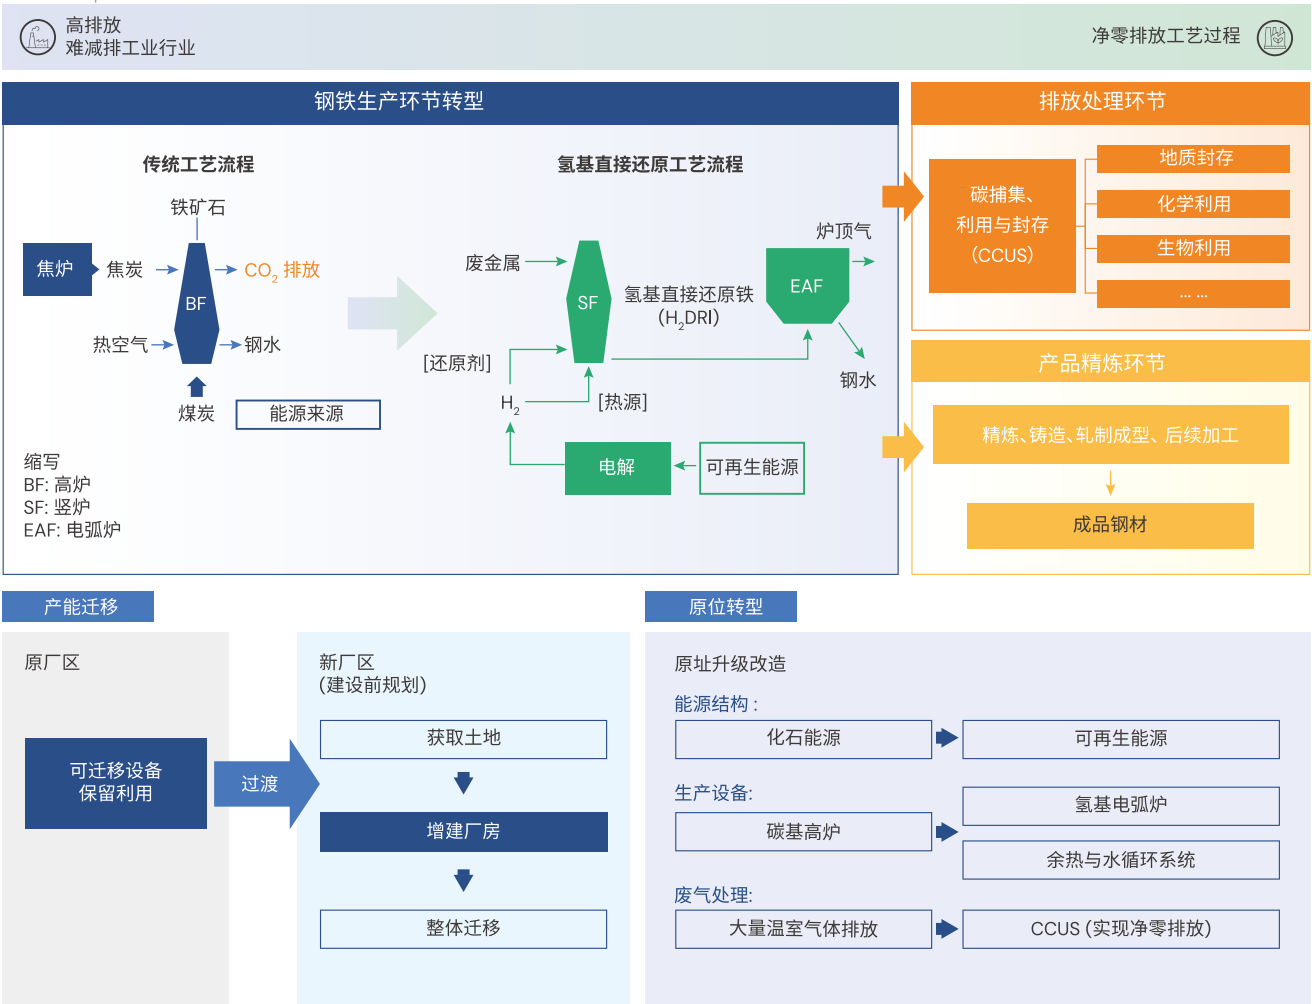 高排放
难减排工业行业
净零排放工艺过程
钢铁生产环节转型
传统工艺流程
铁矿石
焦炉
焦炭
CO₂ 排放
BF
热空气
钢水
煤炭
能源来源
缩写
BF: 高炉
SF: 竖炉
EAF: 电弧炉
氢基直接还原工艺流程
废金属
SF
氢基直接还原铁
(H₂DRI)
炉顶气
EAF
钢水
[还原剂]
H₂
[热源]
电解
可再生能源
排放处理环节
碳捕集、
利用与封存
(CCUS)
地质封存
化学利用
生物利用
... ...
产品精炼环节
精炼、铸造、轧制成型、后续加工
成品钢材
产能迁移
原厂区
可迁移设备
保留利用
过渡
新厂区
(建设前规划)
获取土地
增建厂房
整体迁移
原位转型
原址升级改造
能源结构 :
化石能源
可再生能源
生产设备:
碳基高炉
氢基电弧炉
余热与水循环系统
废气处理:
大量温室气体排放
CCUS (实现净零排放)